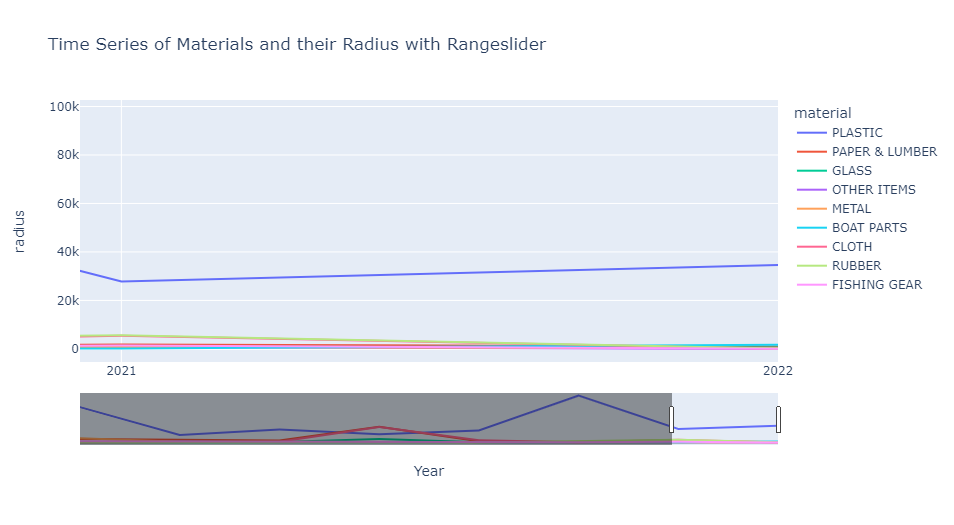 Time Series of Materials and their Radius with Rangeslider
100k
80k
60k
40k
20k
0
radius
2021
2022
Year
material
PLASTIC
PAPER & LUMBER
GLASS
OTHER ITEMS
METAL
BOAT PARTS
CLOTH
RUBBER
FISHING GEAR